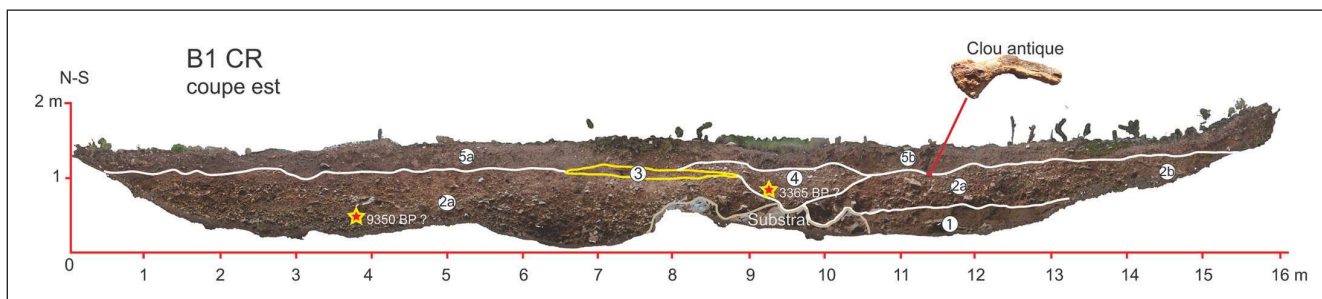 B1 CR
coupe est
N-S
Clou antique
2 m
1
5a
3
4
5b
2a
2b
2a
9350 BP ?
3365 BP ?
Substrat
1
0 1 2 3 4 5 6 7 8 9 10 11 12 13 14 15 16 m